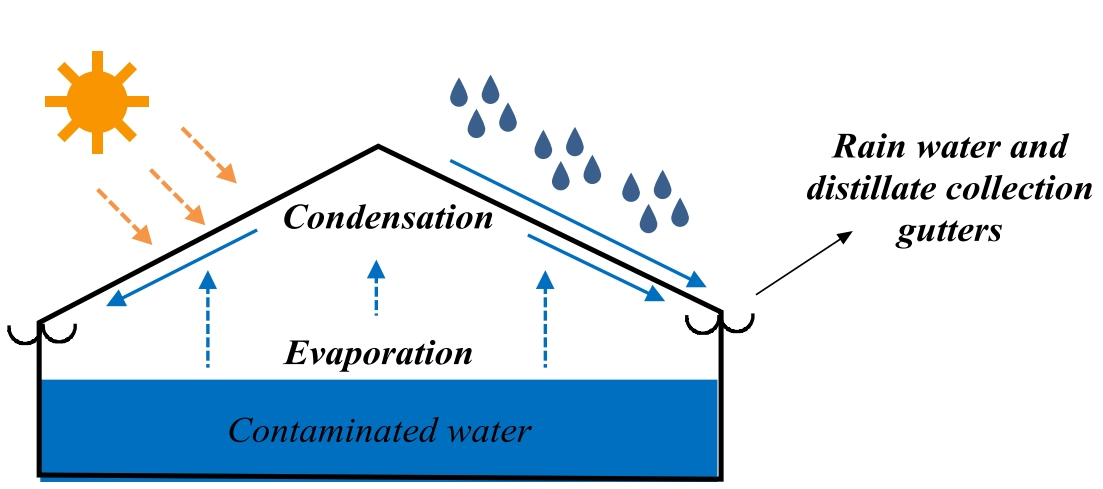 Rain water and
distillate collection
gutters
Condensation
Evaporation
Contaminated water